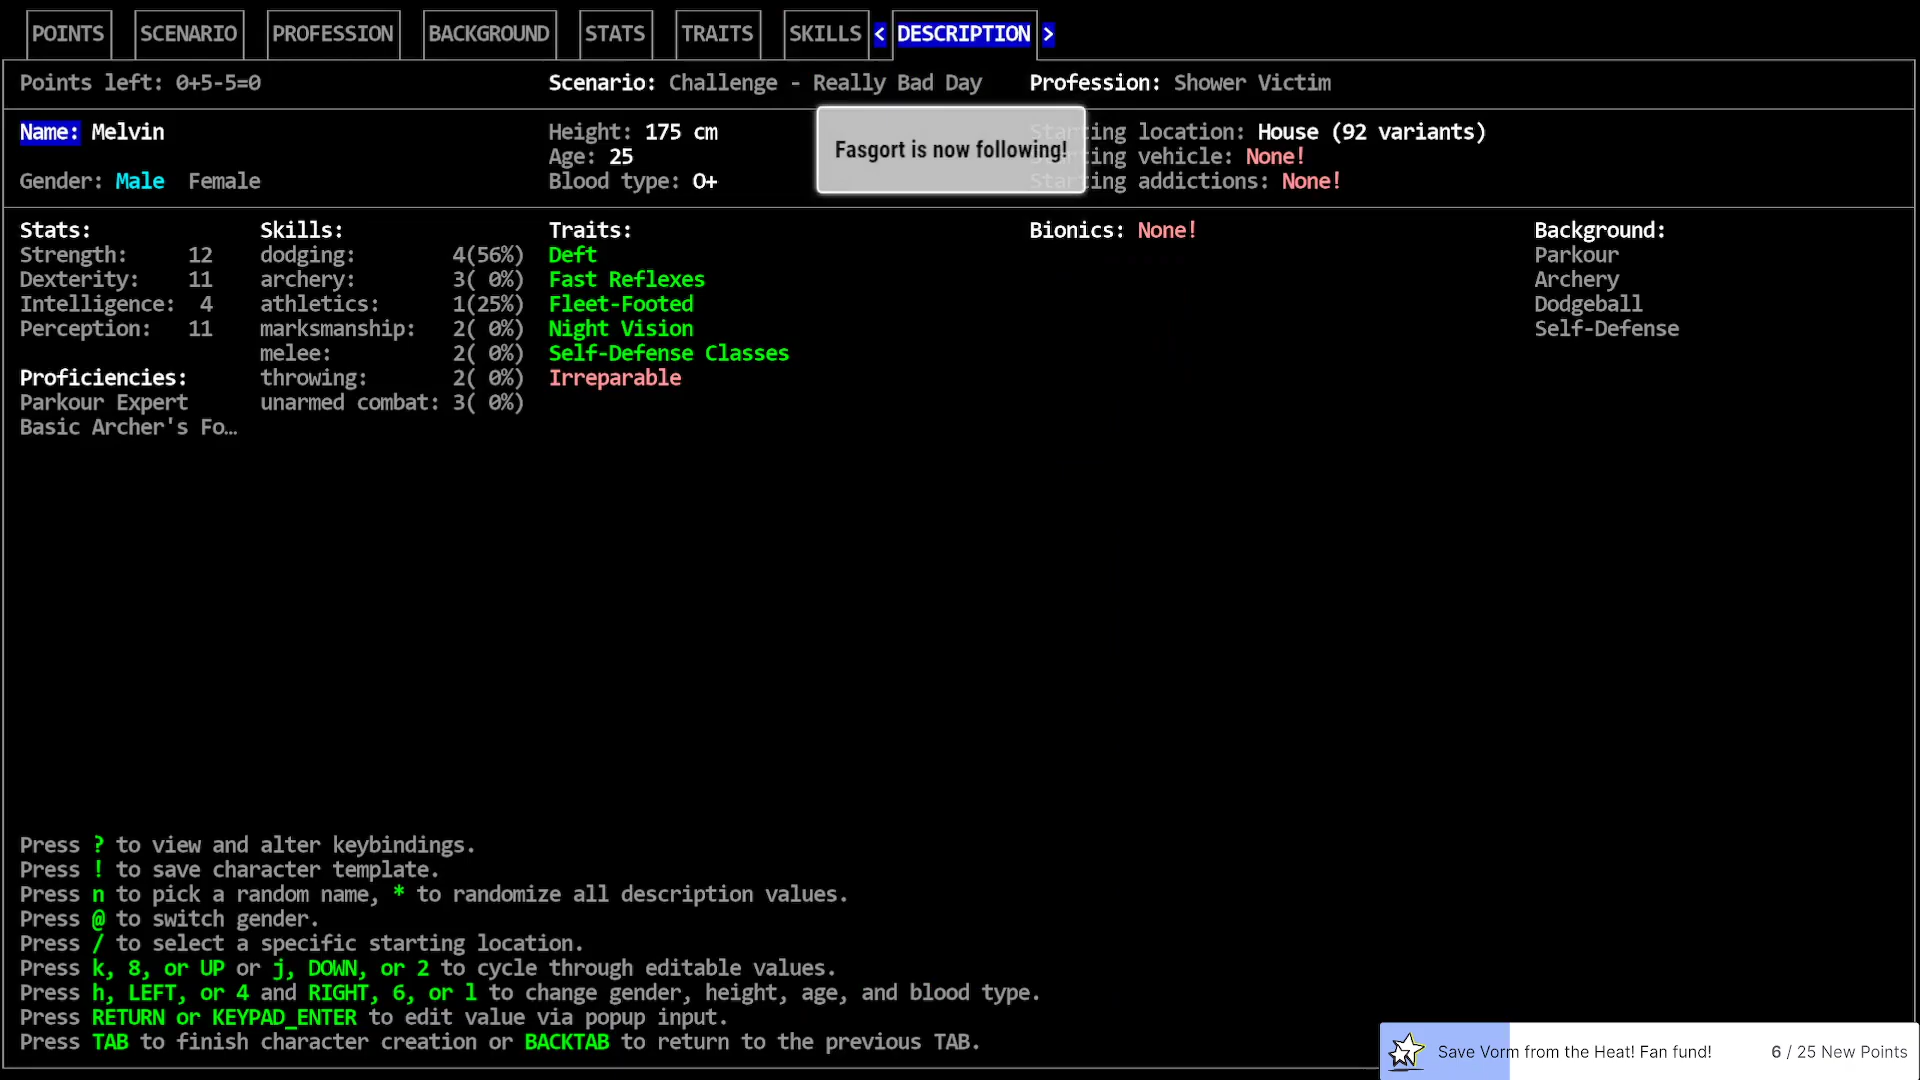 POINTS SCENARIO PROFESSION BACKGROUND STATS TRAITS SKILLS < DESCRIPTION >
Points left: 0+5-5=0 Scenario: Challenge - Really Bad Day Profession: Shower Victim
Name: Melvin Height: 175 cm ting location: House (92 variants)
Age: 25 Fasgort is now following! ting vehicle: None!
Gender: Male Female Blood type: O+ Starting addictions: None!
Stats: Skills: Traits: Bionics: None! Background:
Strength: 12 dodging: 4(56%) Deft Parkour
Dexterity: 11 archery: 3( 0%) Fast Reflexes Archery
Intelligence: 4 athletics: 1(25%) Fleet-Footed Dodgeball
Perception: 11 marksmanship: 2( 0%) Night Vision Self-Defense
melee: 2( 0%) Self-Defense Classes
Proficiencies: throwing: 2( 0%) Irreparable
Parkour Expert unarmed combat: 3( 0%)
Basic Archer's Fo…
Press ? to view and alter keybindings.
Press ! to save character template.
Press n to pick a random name, * to randomize all description values.
Press @ to switch gender.
Press / to select a specific starting location.
Press k, 8, or UP or j, DOWN, or 2 to cycle through editable values.
Press h, LEFT, or 4 and RIGHT, 6, or l to change gender, height, age, and blood type.
Press RETURN or KEYPAD_ENTER to edit value via popup input.
Press TAB to finish character creation or BACKTAB to return to the previous TAB.
Save Vorm from the Heat! Fan fund! 6 / 25 New Points